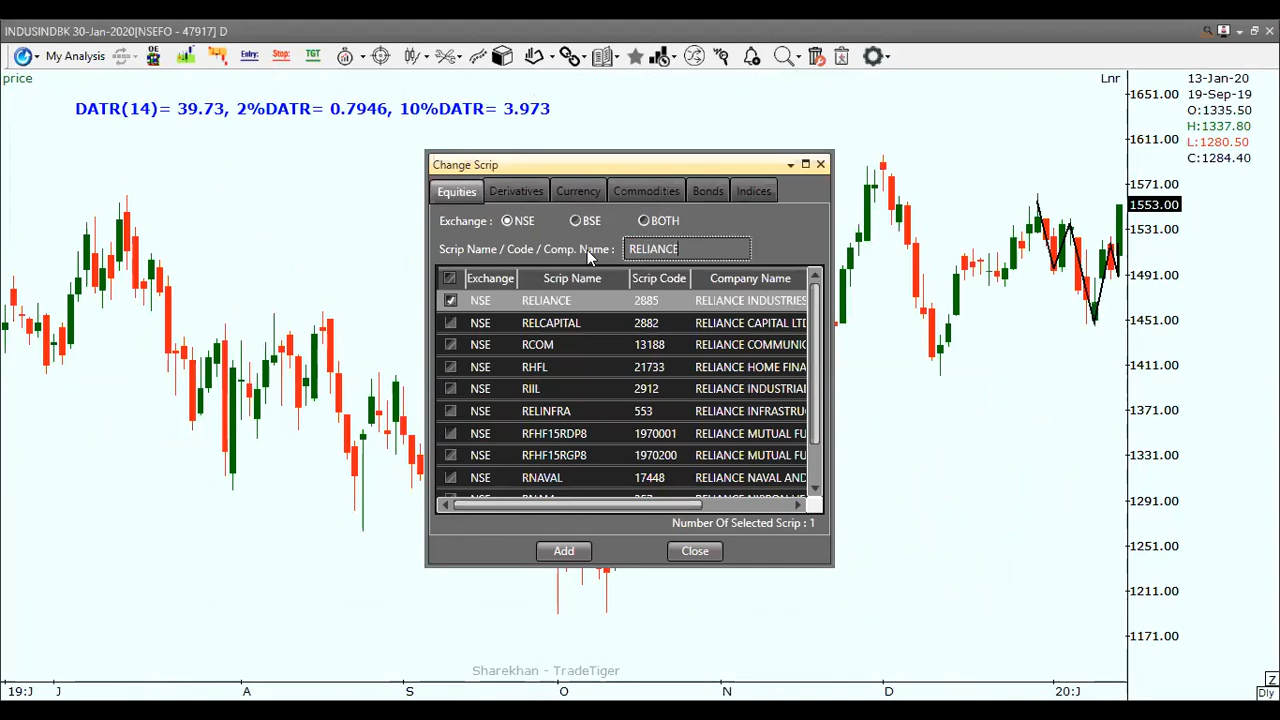 INDUSINDBK 30-Jan-2020[NSEFO - 47917] D
My Analysis OE Entry: Stop: TGT
price
Lnr
13-Jan-20
19-Sep-19
O:1335.50
H:1337.80
L:1280.50
C:1284.40
DATR(14)= 39.73, 2%DATR= 0.7946, 10%DATR= 3.973
1651.00
1611.00
1571.00
1553.00
1531.00
1491.00
1451.00
1411.00
1371.00
1331.00
1291.00
1251.00
1211.00
1171.00
Change Scrip
Equities Derivatives Currency Commodities Bonds Indices
Exchange : NSE BSE BOTH
Scrip Name / Code / Comp. Name : RELIANCE
Exchange Scrip Name Scrip Code Company Name
NSE RELIANCE 2885 RELIANCE INDUSTRIES
NSE RELCAPITAL 2882 RELIANCE CAPITAL LTD
NSE RCOM 13188 RELIANCE COMMUNIC
NSE RHFL 21733 RELIANCE HOME FINA
NSE RIIL 2912 RELIANCE INDUSTRIAL
NSE RELINFRA 553 RELIANCE INFRASTRU
NSE RFHF15RDP8 1970001 RELIANCE MUTUAL FU
NSE RFHF15RGP8 1970200 RELIANCE MUTUAL FU
NSE RNAVAL 17448 RELIANCE NAVAL AND
Number Of Selected Scrip : 1
Add Close
Sharekhan - TradeTiger
19:J J A S O N D 20:J
Z
Dly